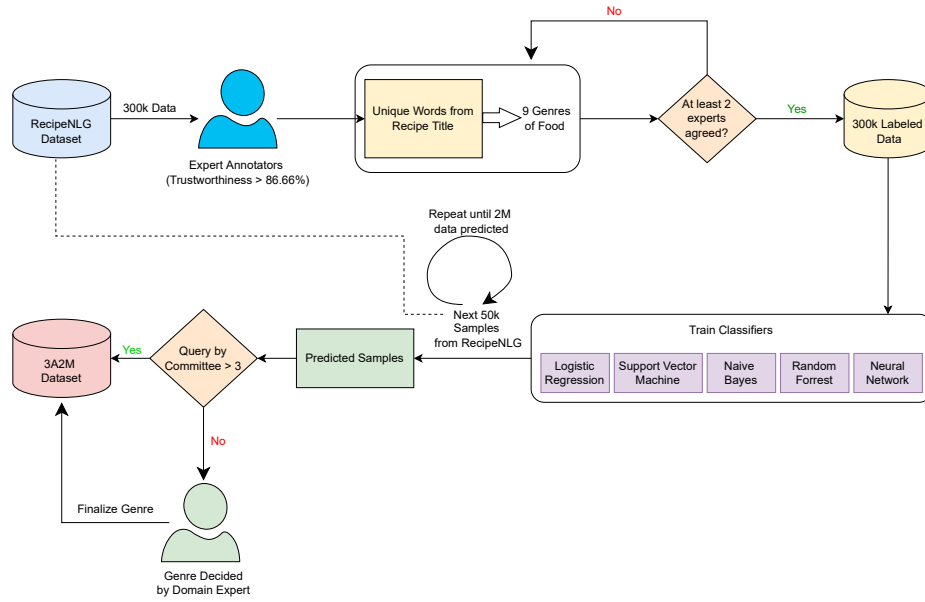 No
RecipeNLG
Dataset
300k Data
Expert Annotators
(Trustworthiness > 86.66%)
Unique Words from
Recipe Title
9 Genres
of Food
At least 2
experts
agreed?
Yes
300k Labeled
Data
Repeat until 2M
data predicted
Next 50k
Samples
from RecipeNLG
Train Classifiers
Logistic
Regression
Support Vector
Machine
Naive
Bayes
Random
Forrest
Neural
Network
Predicted Samples
Query by
Committee > 3
Yes
3A2M
Dataset
No
Finalize Genre
Genre Decided
by Domain Expert